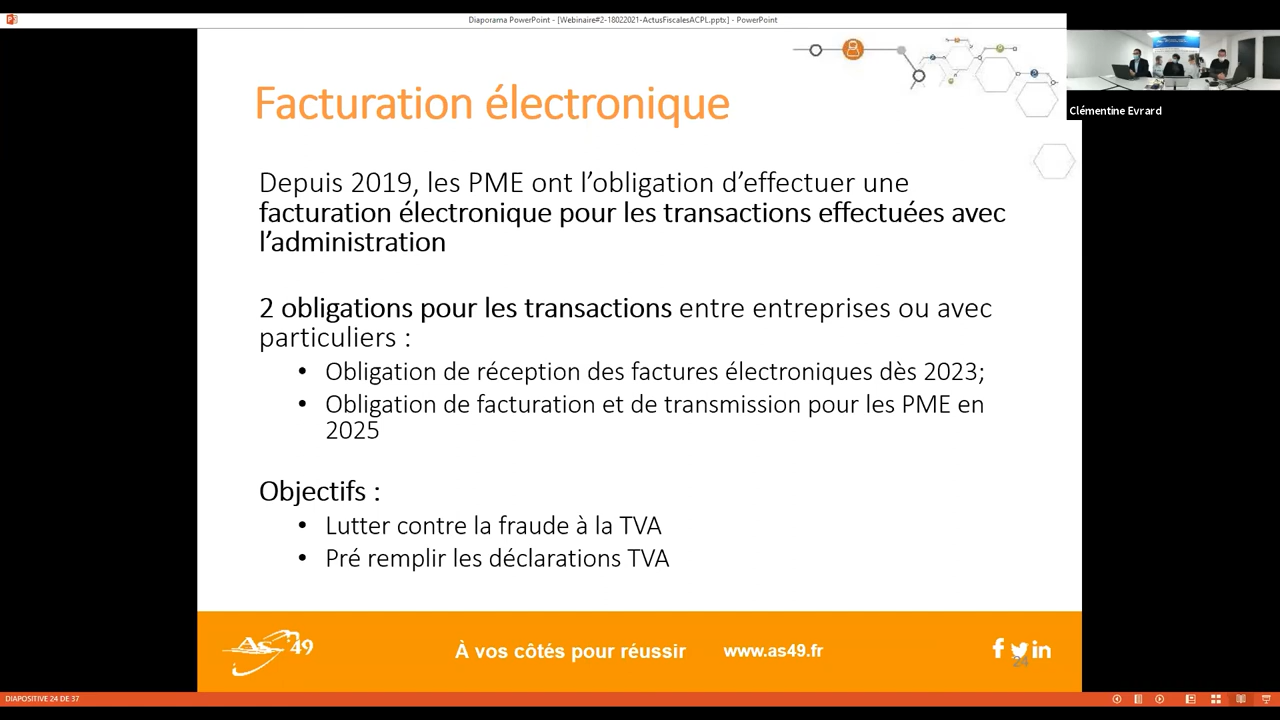 Diaporama PowerPoint - [Webinaire#2-18022021-ActusFiscalesACPL.pptx] - PowerPoint
Clémentine Evrard
Facturation électronique
Depuis 2019, les PME ont l’obligation d’effectuer une
facturation électronique pour les transactions effectuées avec
l’administration
2 obligations pour les transactions entre entreprises ou avec
particuliers :
• Obligation de réception des factures électroniques dès 2023;
• Obligation de facturation et de transmission pour les PME en
2025
Objectifs :
• Lutter contre la fraude à la TVA
• Pré remplir les déclarations TVA
As 49
À vos côtés pour réussir
www.as49.fr
24
DIAPOSITIVE 24 DE 37